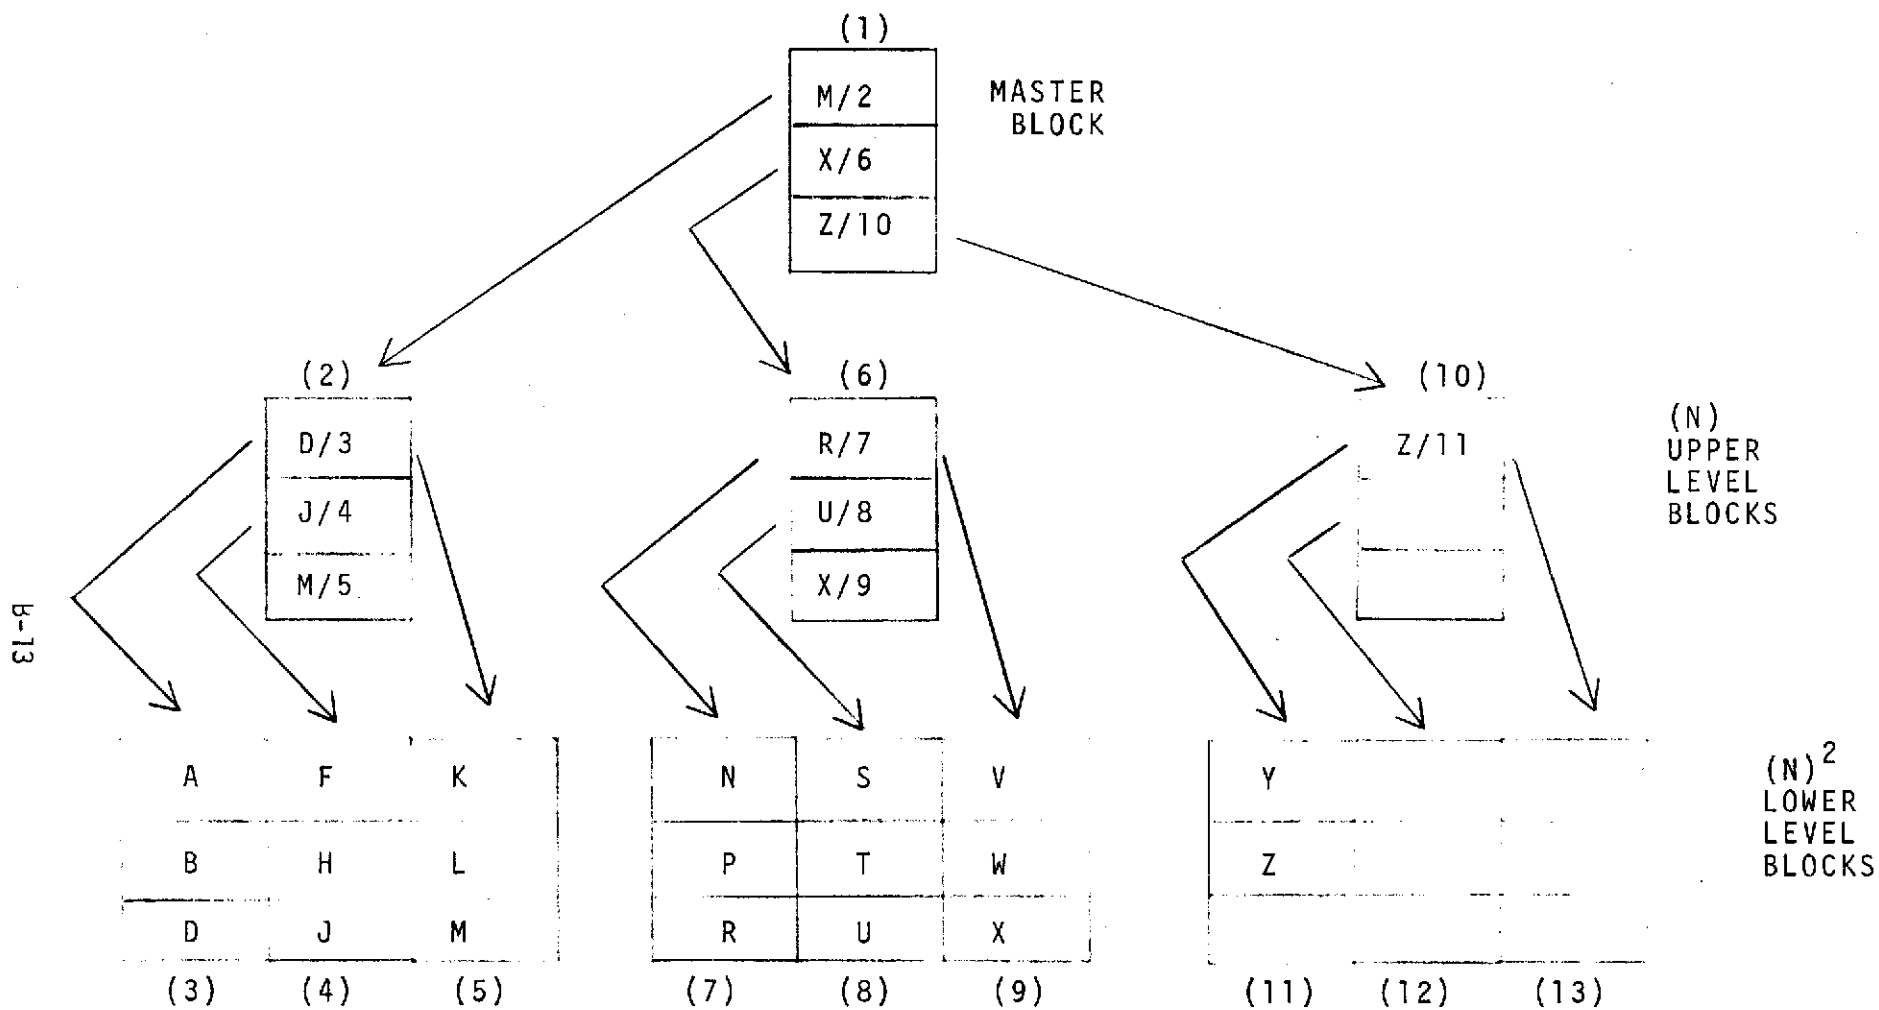 (1)
M/2
X/6
Z/10
MASTER
BLOCK
(2)
D/3
J/4
M/5
(6)
R/7
U/8
X/9
(10)
Z/11
(N)
UPPER
LEVEL
BLOCKS
A F K
B H L
D J M
(3) (4) (5)
N S V
P T W
R U X
(7) (8) (9)
Y
Z
(11) (12) (13)
(N)²
LOWER
LEVEL
BLOCKS